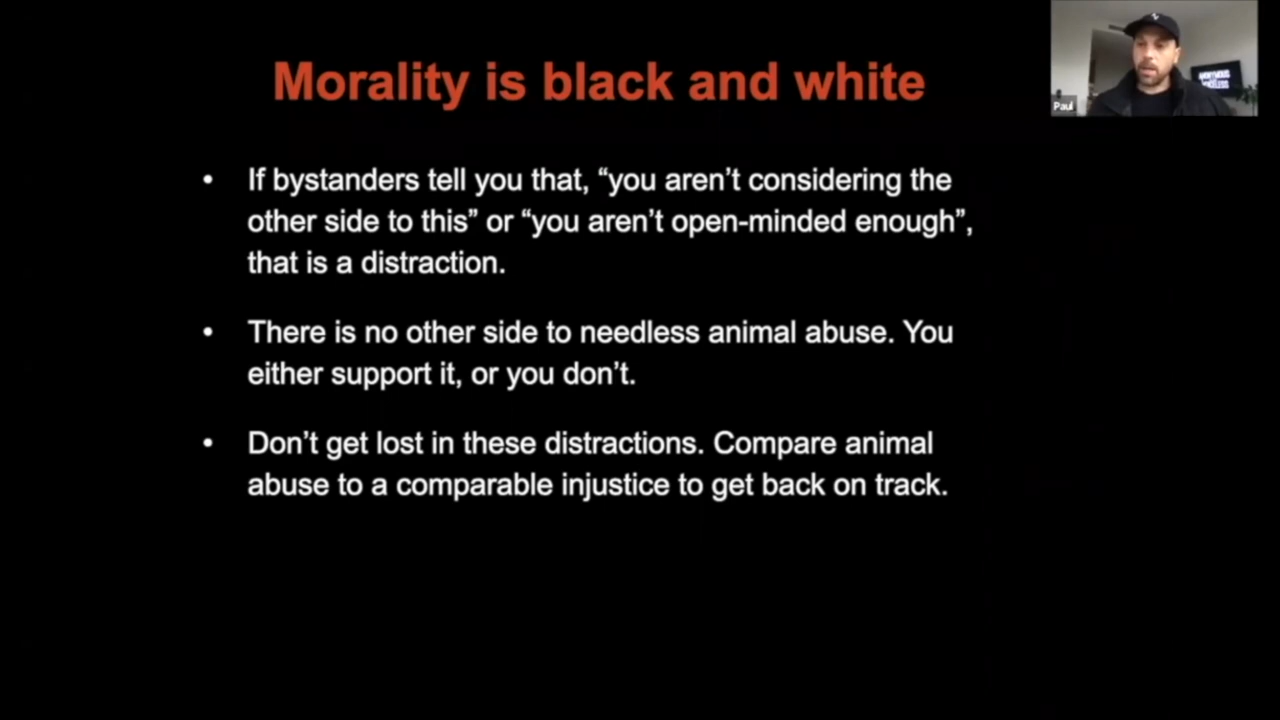 Morality is black and white
Paul
• If bystanders tell you that, “you aren’t considering the
other side to this” or “you aren’t open-minded enough”,
that is a distraction.
• There is no other side to needless animal abuse. You
either support it, or you don’t.
• Don’t get lost in these distractions. Compare animal
abuse to a comparable injustice to get back on track.
ANONYMOUS
VOICELESS